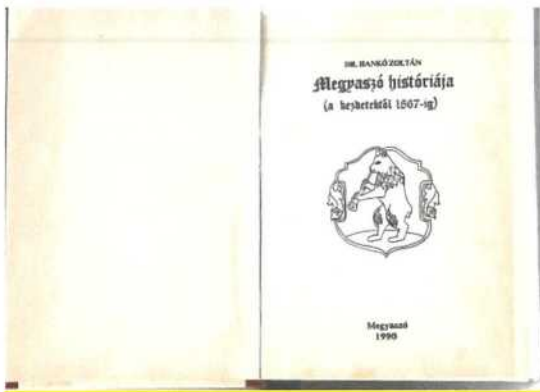 DR. HANKÓ ZOLTÁN
Megyaszó históriája
(a kezdetektől 1867-ig)
Megyaszó
1990